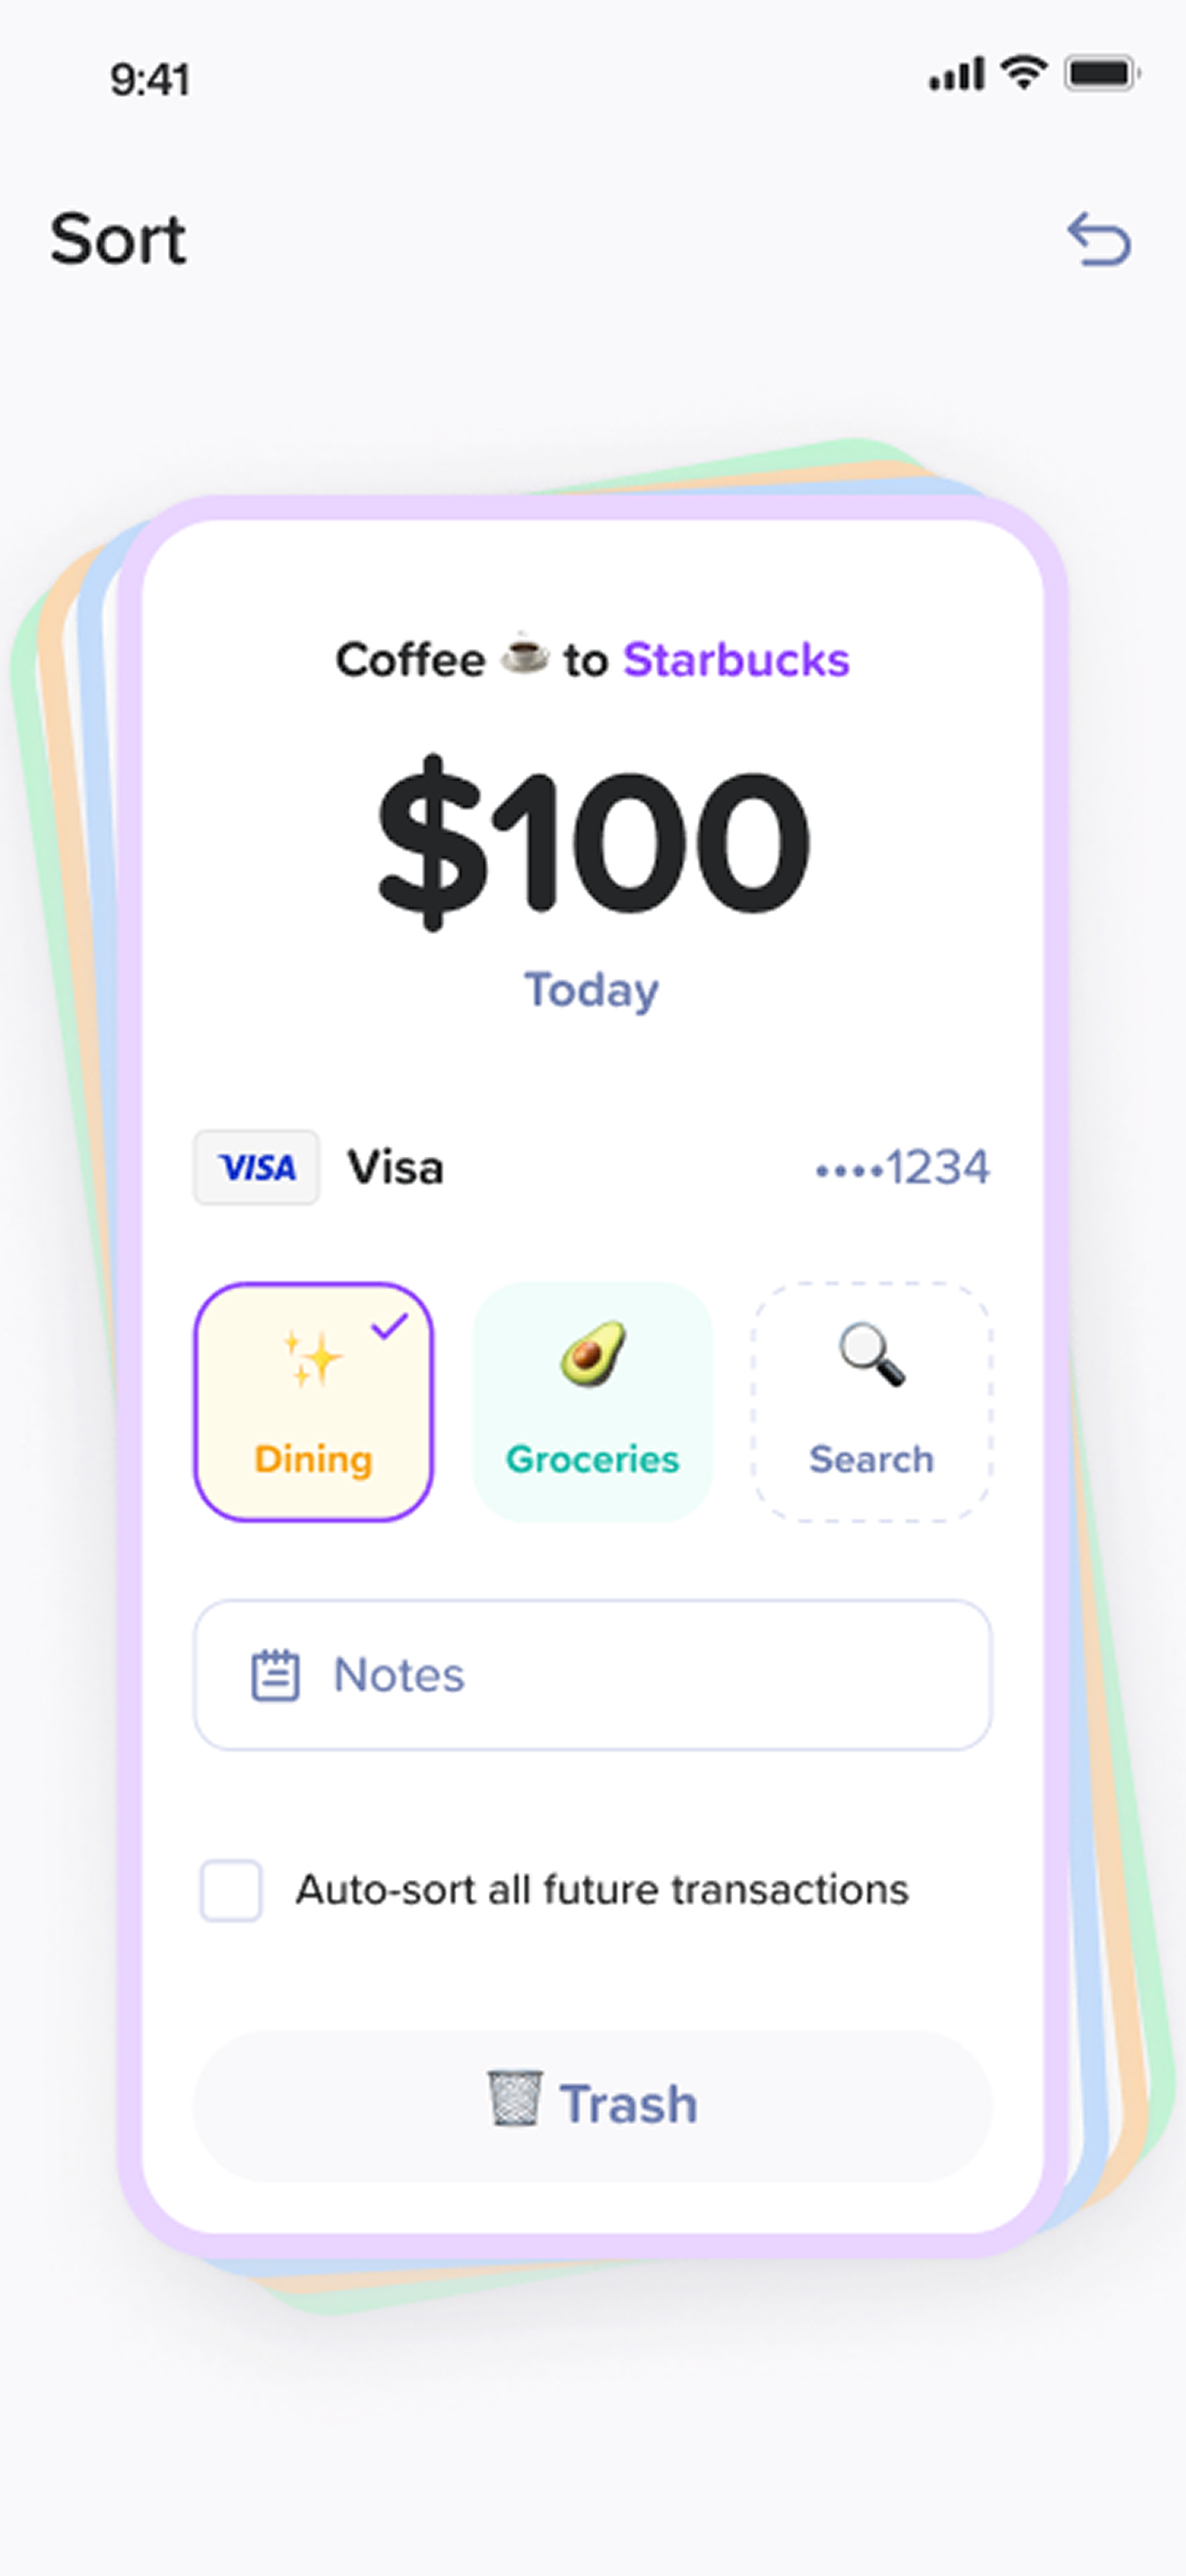 9:41
Sort
Coffee ☕ to Starbucks
$100
Today
VISA Visa ••••1234
Dining Groceries Search
Notes
Auto-sort all future transactions
Trash